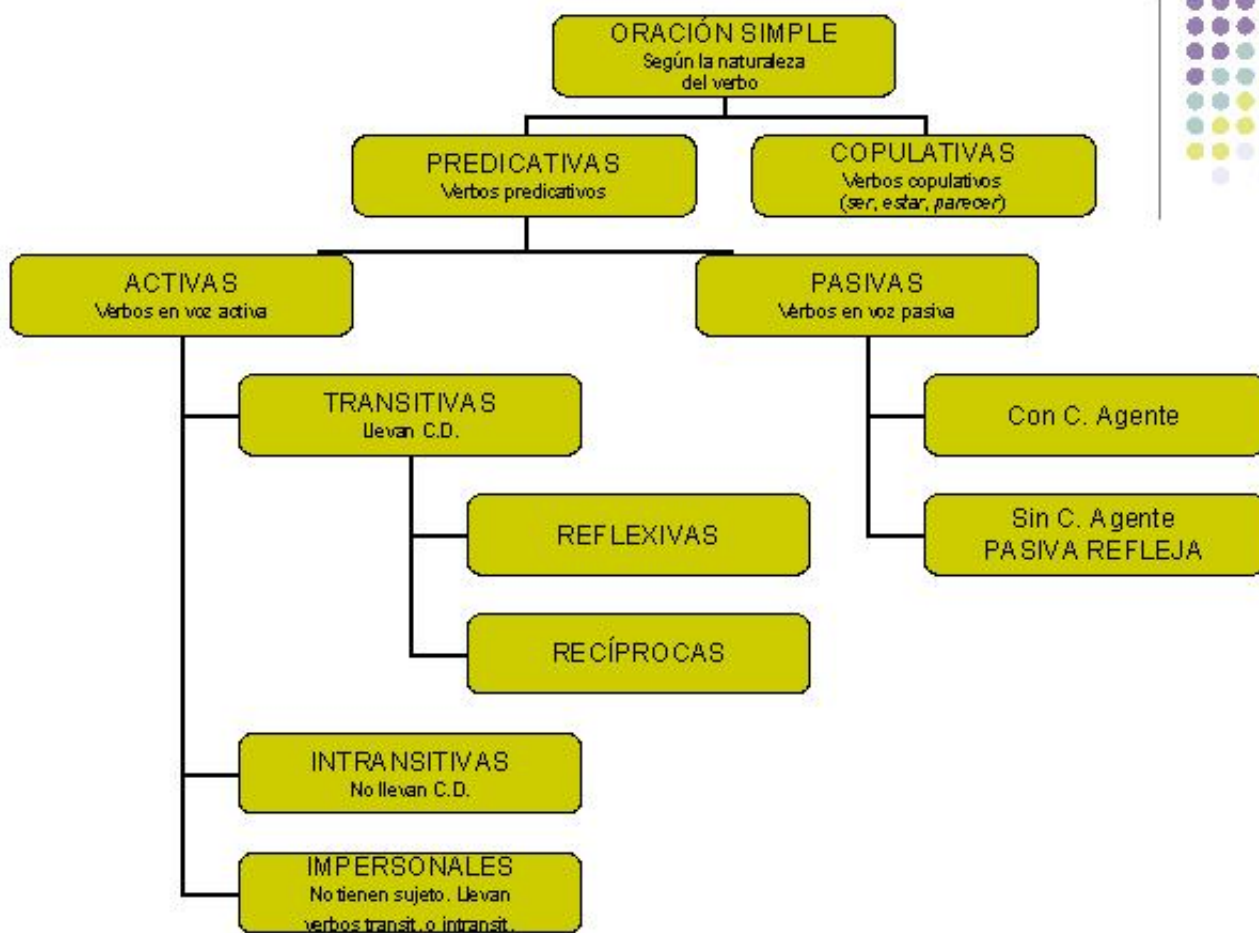 ORACIÓN SIMPLE
Según la naturaleza
del verbo
PREDICATIVAS
Verbos predicativos
COPULATIVAS
Verbos copulativos
(ser, estar, parecer)
ACTIVAS
Verbos en voz activa
PASIVAS
Verbos en voz pasiva
TRANSITIVAS
Llevan C.D.
Con C. Agente
REFLEXIVAS
Sin C. Agente
PASIVA REFLEJA
RECÍPROCAS
INTRANSITIVAS
No llevan C.D.
IMPERSONALES
No tienen sujeto. Llevan
verbos transit. o intransit.